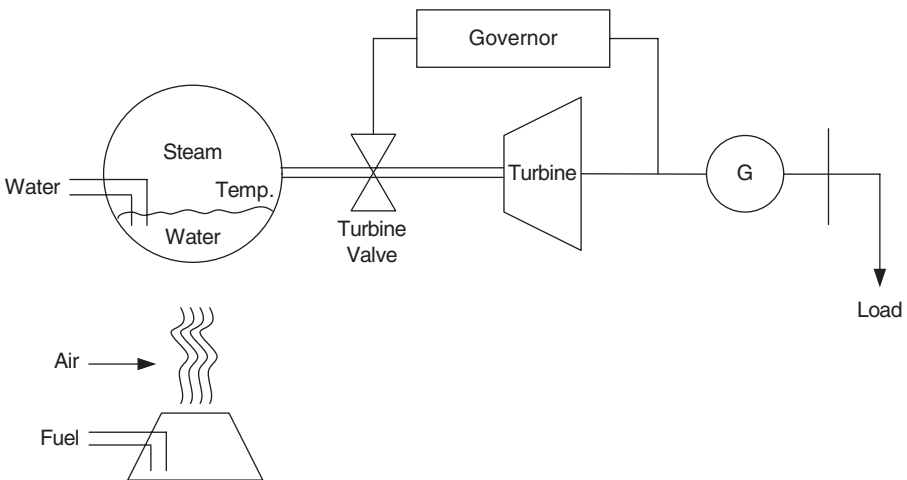 Governor
Steam
Water
Temp.
Water
Turbine
Valve
Turbine
G
Load
Air
Fuel